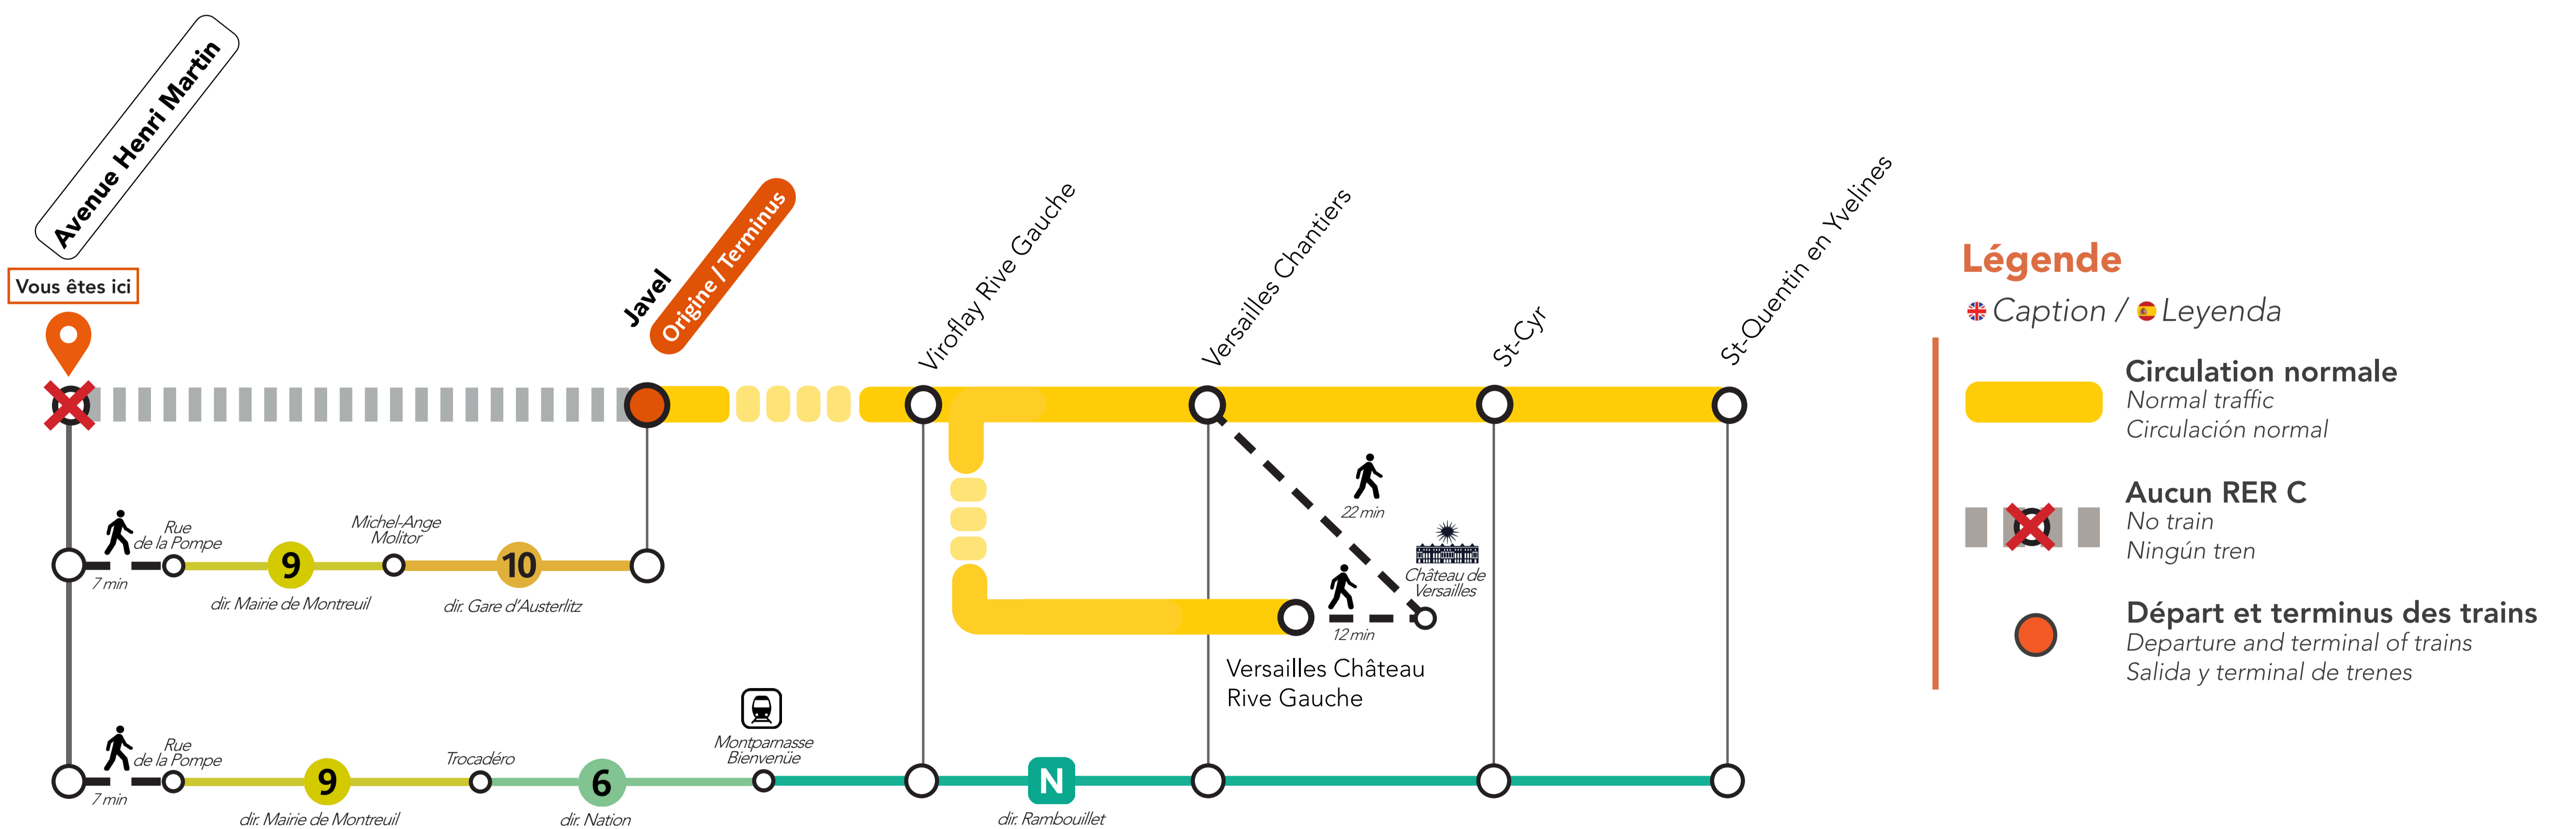 Avenue Henri Martin
Vous êtes ici
Javel
Origine / Terminus
Viroflay Rive Gauche
Versailles Chantiers
St-Cyr
St-Quentin en Yvelines
Rue
de la Pompe
7 min
9
dir. Mairie de Montreuil
Michel-Ange
Molitor
10
dir. Gare d'Austerlitz
22 min
Château de
Versailles
12 min
Versailles Château
Rive Gauche
Rue
de la Pompe
7 min
9
dir. Mairie de Montreuil
Trocadéro
6
dir. Nation
Montparnasse
Bienvenüe
N
dir. Rambouillet
Légende
Caption / Leyenda
Circulation normale
Normal traffic
Circulación normal
Aucun RER C
No train
Ningún tren
Départ et terminus des trains
Departure and terminal of trains
Salida y terminal de trenes